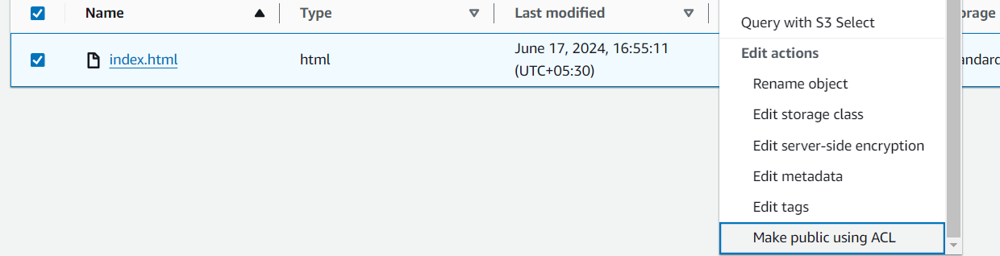 Name
Type
Last modified
Query with S3 Select
Edit actions
index.html
html
June 17, 2024, 16:55:11
(UTC+05:30)
Rename object
Edit storage class
Edit server-side encryption
Edit metadata
Edit tags
Make public using ACL